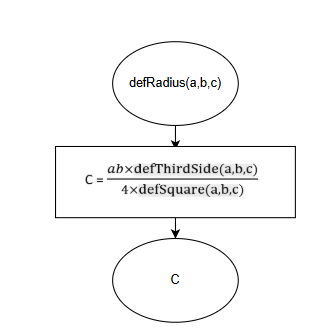 defRadius(a,b,c)
C = ab×defThirdSide(a,b,c)
4×defSquare(a,b,c)
C